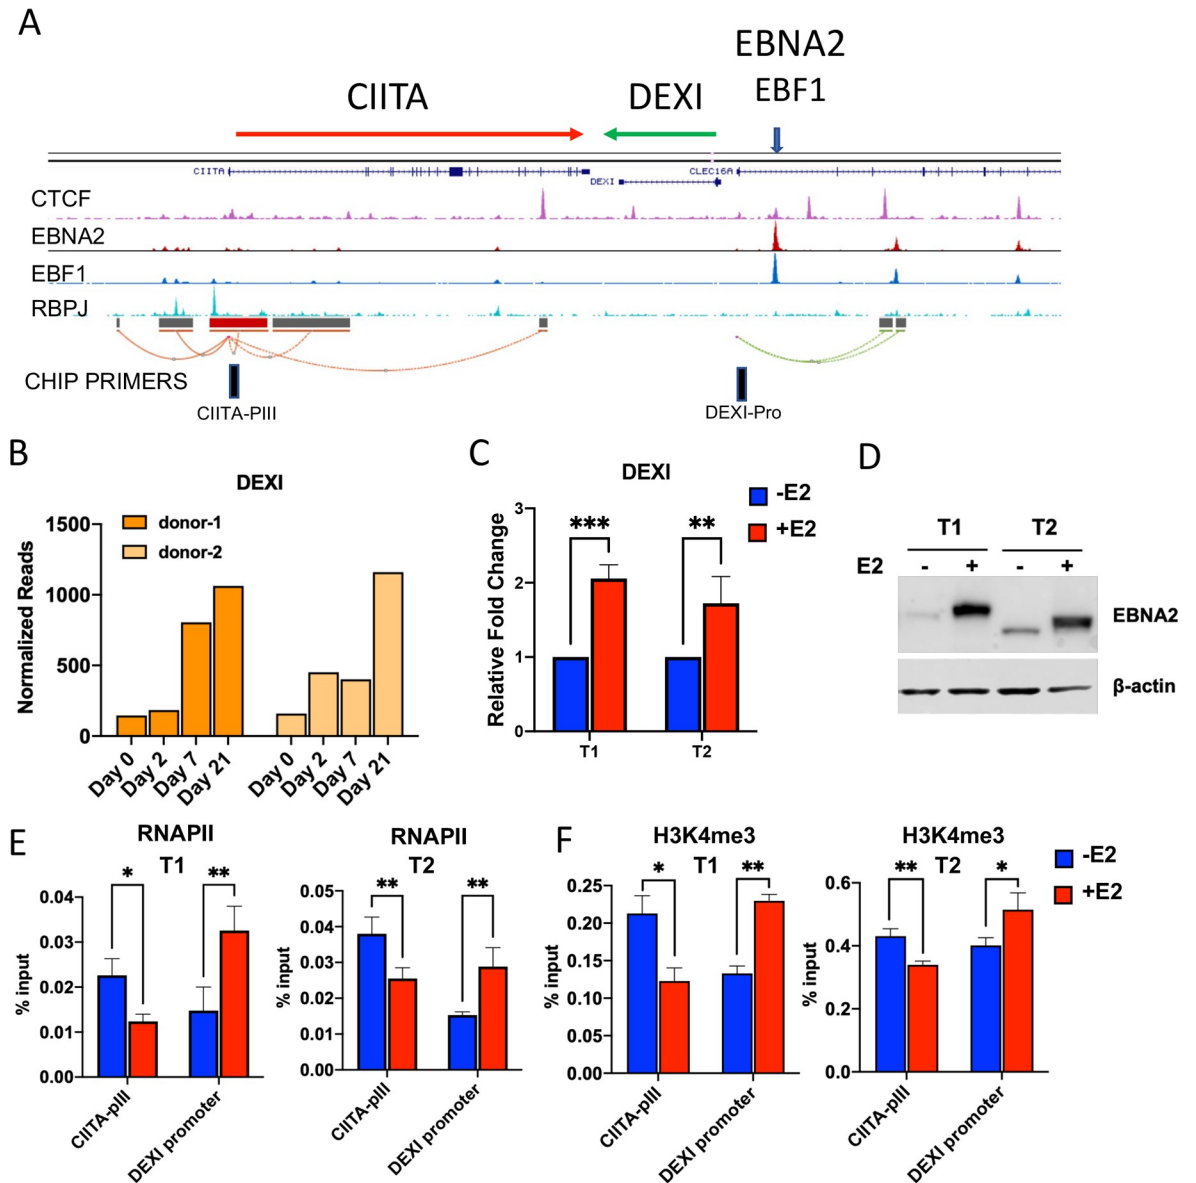 A
EBNA2
CIITA
DEXI
EBF1
CIITA
CLEC16A
DEXI
CTCF
EBNA2
EBF1
RBPJ
CHIP PRIMERS
CIITA-PIII
DEXI-Pro
B
DEXI
donor-1
donor-2
Normalized Reads
1500
1000
500
0
Day 0
Day 2
Day 7
Day 21
Day 0
Day 2
Day 7
Day 21
C
DEXI
-E2
+E2
Relative Fold Change
3
2
1
0
***
**
T1
T2
D
T1
T2
E2
-
+
-
+
EBNA2
β-actin
E
RNAPII
T1
% input
0.04
0.03
0.02
0.01
0.00
*
**
CIITA-pIII
DEXI promoter
RNAPII
T2
% input
0.05
0.04
0.03
0.02
0.01
0.00
**
**
CIITA-pIII
DEXI promoter
F
H3K4me3
T1
% input
0.25
0.20
0.15
0.10
0.05
0.00
*
**
CIITA-pIII
DEXI promoter
H3K4me3
T2
% input
0.6
0.4
0.2
0.0
**
*
CIITA-pIII
DEXI promoter
-E2
+E2